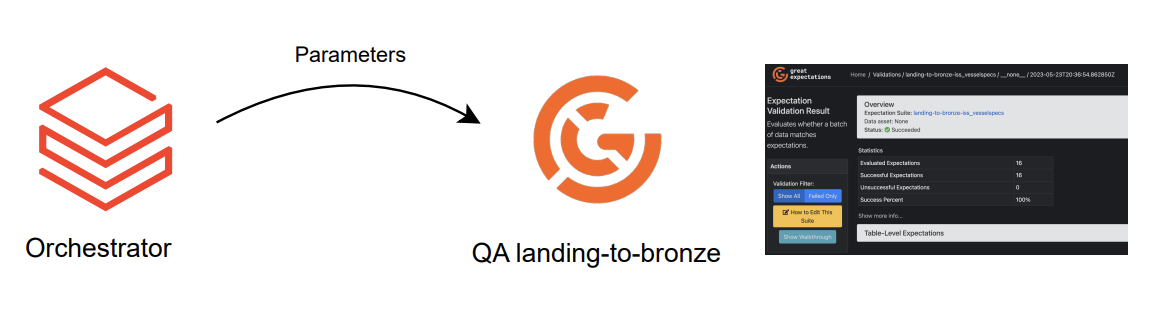 Parameters
Orchestrator
QA landing-to-bronze
great
expectations
Home / Validations / landing-to-bronze-iss_vesselspecs / __none__ / 2023-05-23T20:36:54.862850Z
Expectation
Validation Result
Evaluates whether a batch
of data matches
expectations.
Actions
Validation Filter:
Show All Failed Only
How to Edit This
Suite
Show Walkthrough
Overview
Expectation Suite: landing-to-bronze-iss_vesselspecs
Data asset: None
Status: Succeeded
Statistics
Evaluated Expectations 16
Successful Expectations 16
Unsuccessful Expectations 0
Success Percent 100%
Show more info...
Table-Level Expectations